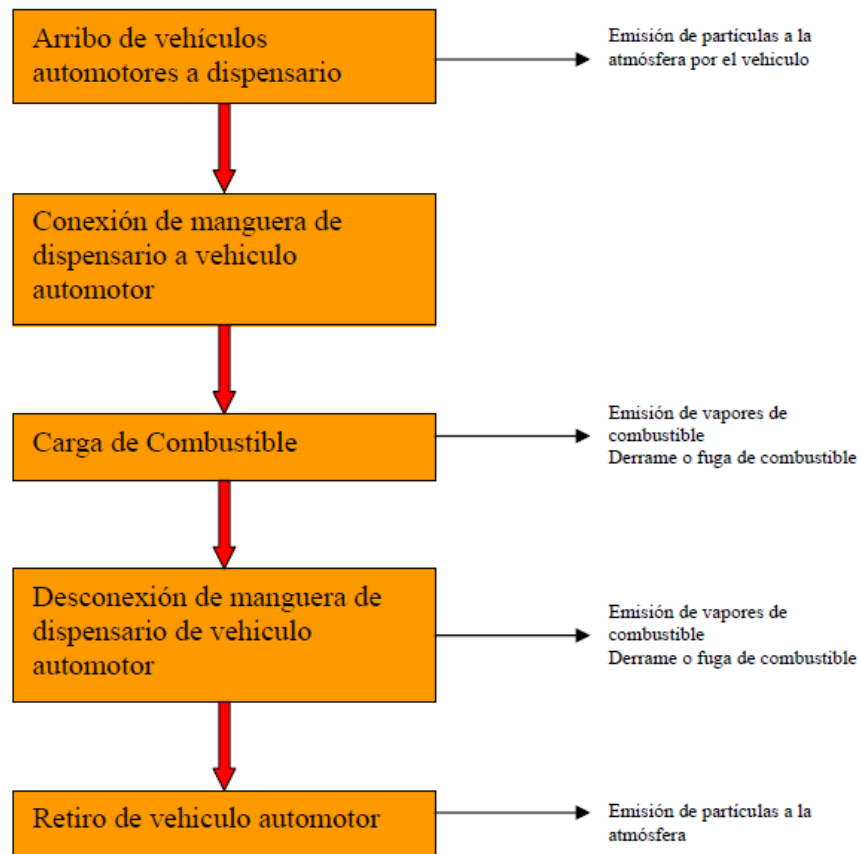 Arribo de vehículos
automotores a dispensario
Emisión de partículas a la
atmósfera por el vehiculo
Conexión de manguera de
dispensario a vehiculo
automotor
Carga de Combustible
Emisión de vapores de
combustible
Derrame o fuga de combustible
Desconexión de manguera de
dispensario de vehiculo
automotor
Emisión de vapores de
combustible
Derrame o fuga de combustible
Retiro de vehiculo automotor
Emisión de partículas a la
atmósfera